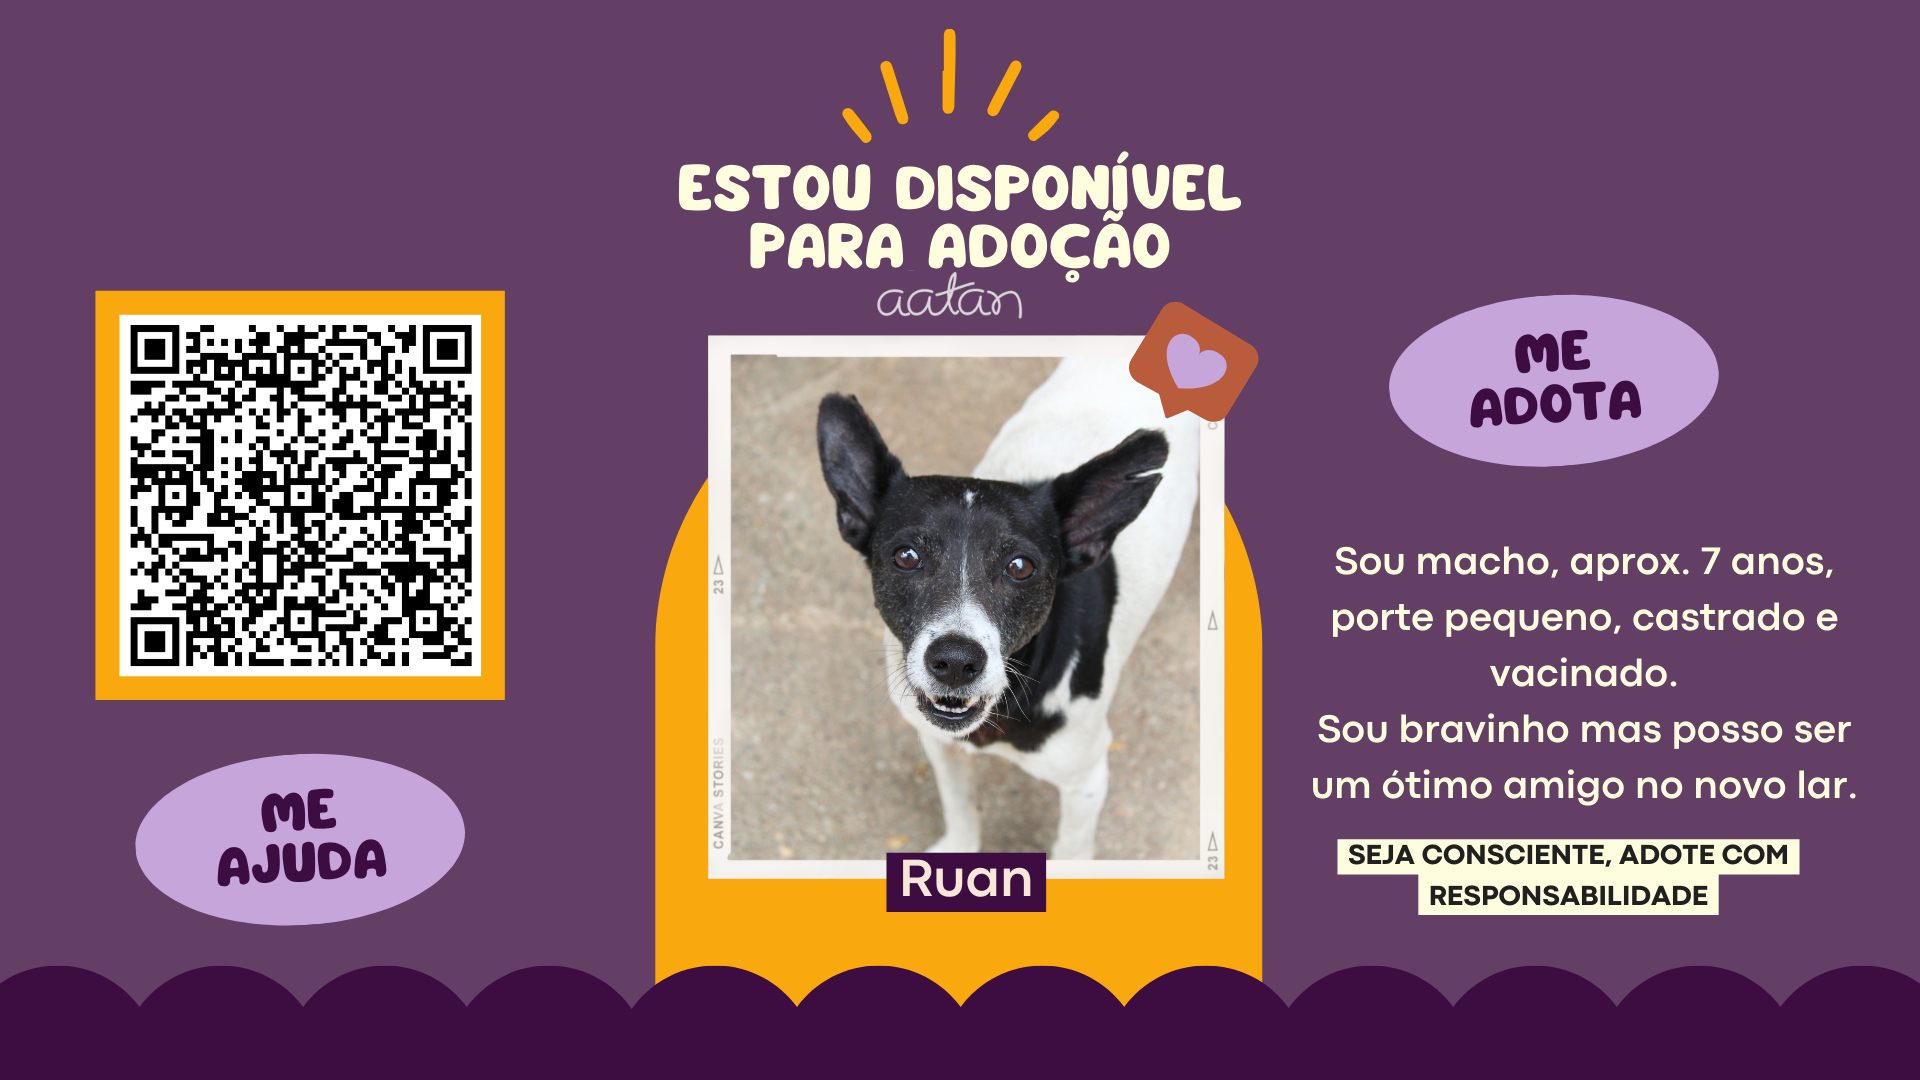 ESTOU DISPONÍVEL
PARA ADOÇÃO
aatan
ME
AJUDA
23
CANVA STORIES
23
Ruan
ME
ADOTA
Sou macho, aprox. 7 anos,
porte pequeno, castrado e
vacinado.
Sou bravinho mas posso ser
um ótimo amigo no novo lar.
SEJA CONSCIENTE, ADOTE COM
RESPONSABILIDADE